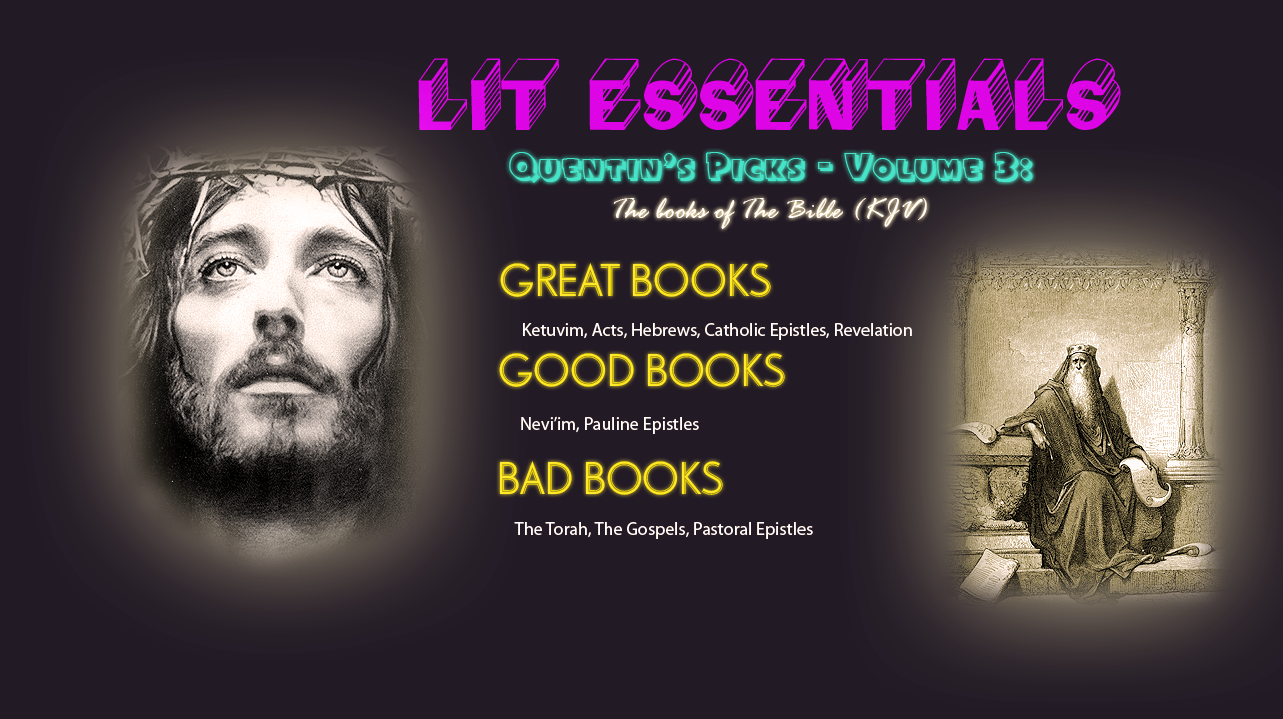 LIT ESSENTIALS
Quentin's Picks - Volume 3:
The books of The Bible (KJV)
GREAT BOOKS
Ketuvim, Acts, Hebrews, Catholic Epistles, Revelation
GOOD BOOKS
Nevi'im, Pauline Epistles
BAD BOOKS
The Torah, The Gospels, Pastoral Epistles